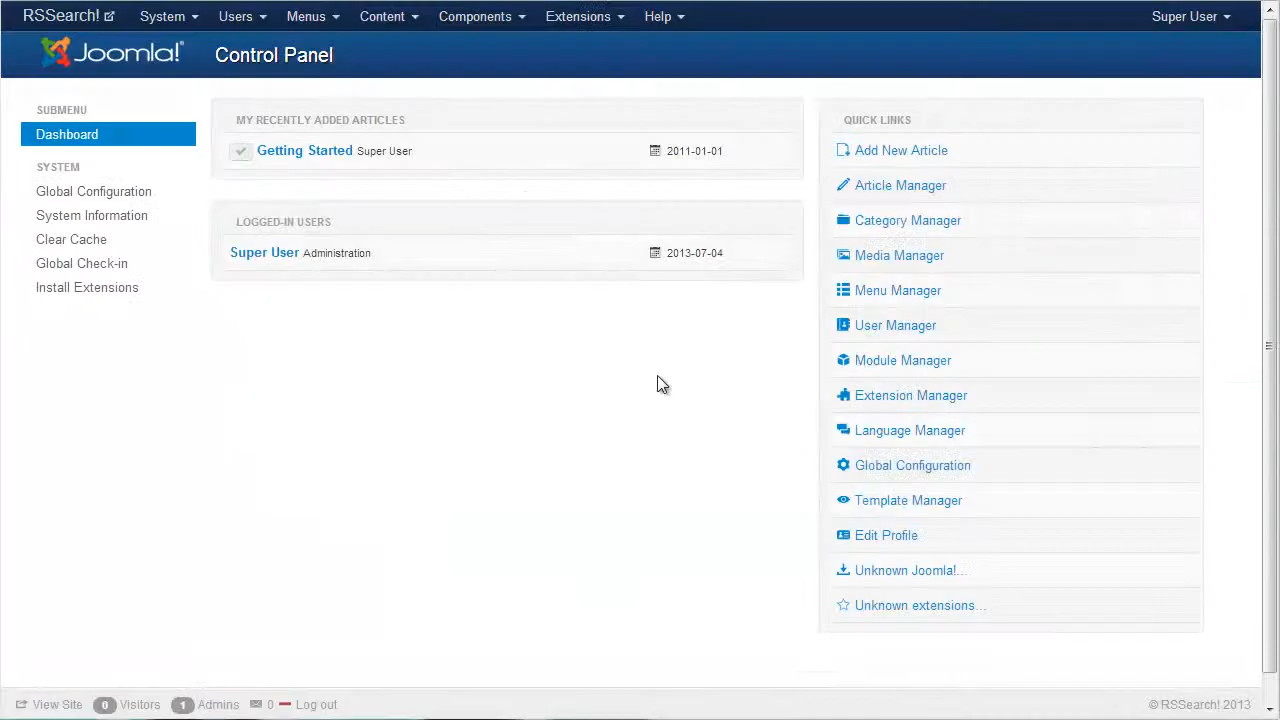 RSSearch! System Users Menus Content Components Extensions Help Super User
Joomla!® Control Panel
SUBMENU
Dashboard
SYSTEM
Global Configuration
System Information
Clear Cache
Global Check-in
Install Extensions
MY RECENTLY ADDED ARTICLES
Getting Started Super User 2011-01-01
LOGGED-IN USERS
Super User Administration 2013-07-04
QUICK LINKS
Add New Article
Article Manager
Category Manager
Media Manager
Menu Manager
User Manager
Module Manager
Extension Manager
Language Manager
Global Configuration
Template Manager
Edit Profile
Unknown Joomla!...
Unknown extensions...
View Site 0 Visitors 1 Admins 0 Log out © RSSearch! 2013